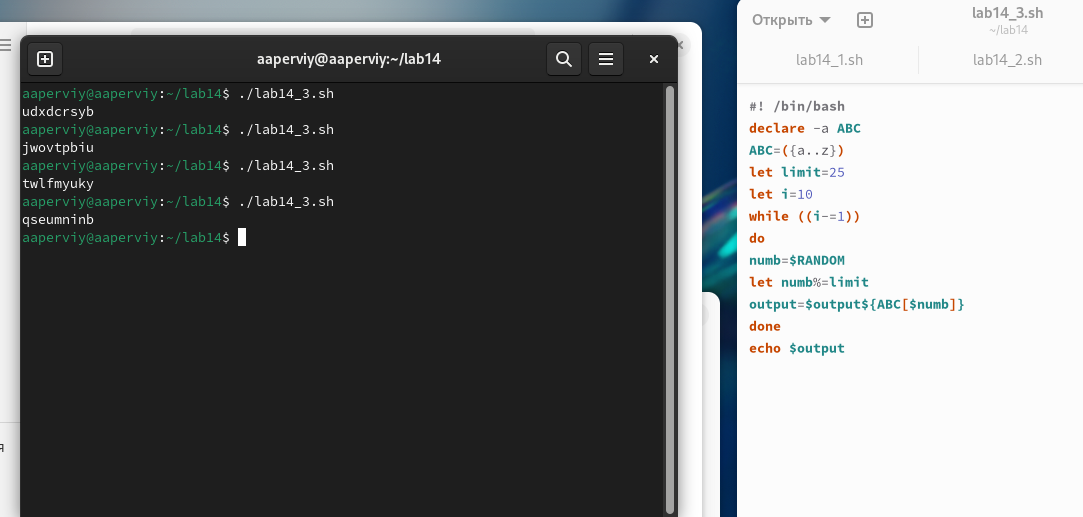 aaperviy@aaperviy:~/lab14
aaperviy@aaperviy:~/lab14$ ./lab14_3.sh
udxdcrsyb
aaperviy@aaperviy:~/lab14$ ./lab14_3.sh
jwovtpbiu
aaperviy@aaperviy:~/lab14$ ./lab14_3.sh
twlfmyuky
aaperviy@aaperviy:~/lab14$ ./lab14_3.sh
qseumninb
aaperviy@aaperviy:~/lab14$
я
Открыть
lab14_3.sh
~/lab14
lab14_1.sh
lab14_2.sh
#! /bin/bash
declare -a ABC
ABC=({a..z})
let limit=25
let i=10
while ((i-=1))
do
numb=$RANDOM
let numb%=limit
output=$output${ABC[$numb]}
done
echo $output